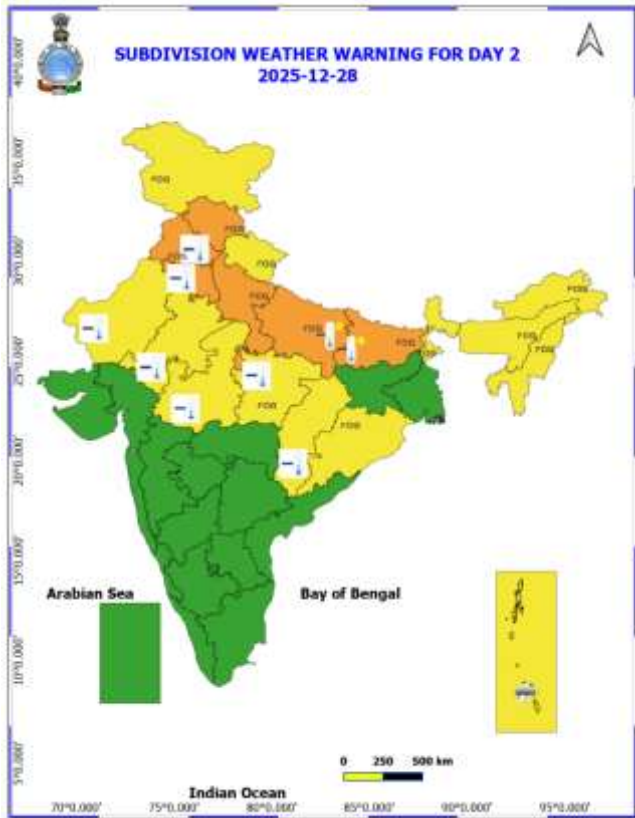 SUBDIVISION WEATHER WARNING FOR DAY 2
2025-12-28
40°0.000'
35°0.000'
30°0.000'
25°0.000'
20°0.000'
15°0.000'
10°0.000'
5°0.000'
FOG
FOG
FOG
FOG
FOG
FOG
FOG
FOG
FOG
FOG
FOG
FOG
Arabian Sea
Bay of Bengal
0 250 500 km
Indian Ocean
70°0.000' 75°0.000' 80°0.000' 85°0.000' 90°0.000' 95°0.000'